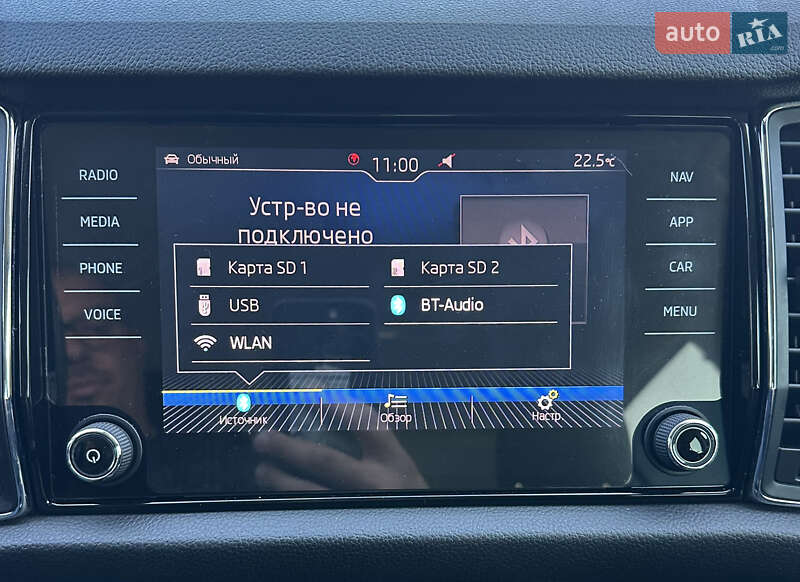 auto RIA .com
Обычный 11:00 22.5°C
RADIO
MEDIA
PHONE
VOICE
Устр-во не
подключено
Карта SD 1
Карта SD 2
USB
BT-Audio
WLAN
Источник
Обзор
Настр.
NAV
APP
CAR
MENU